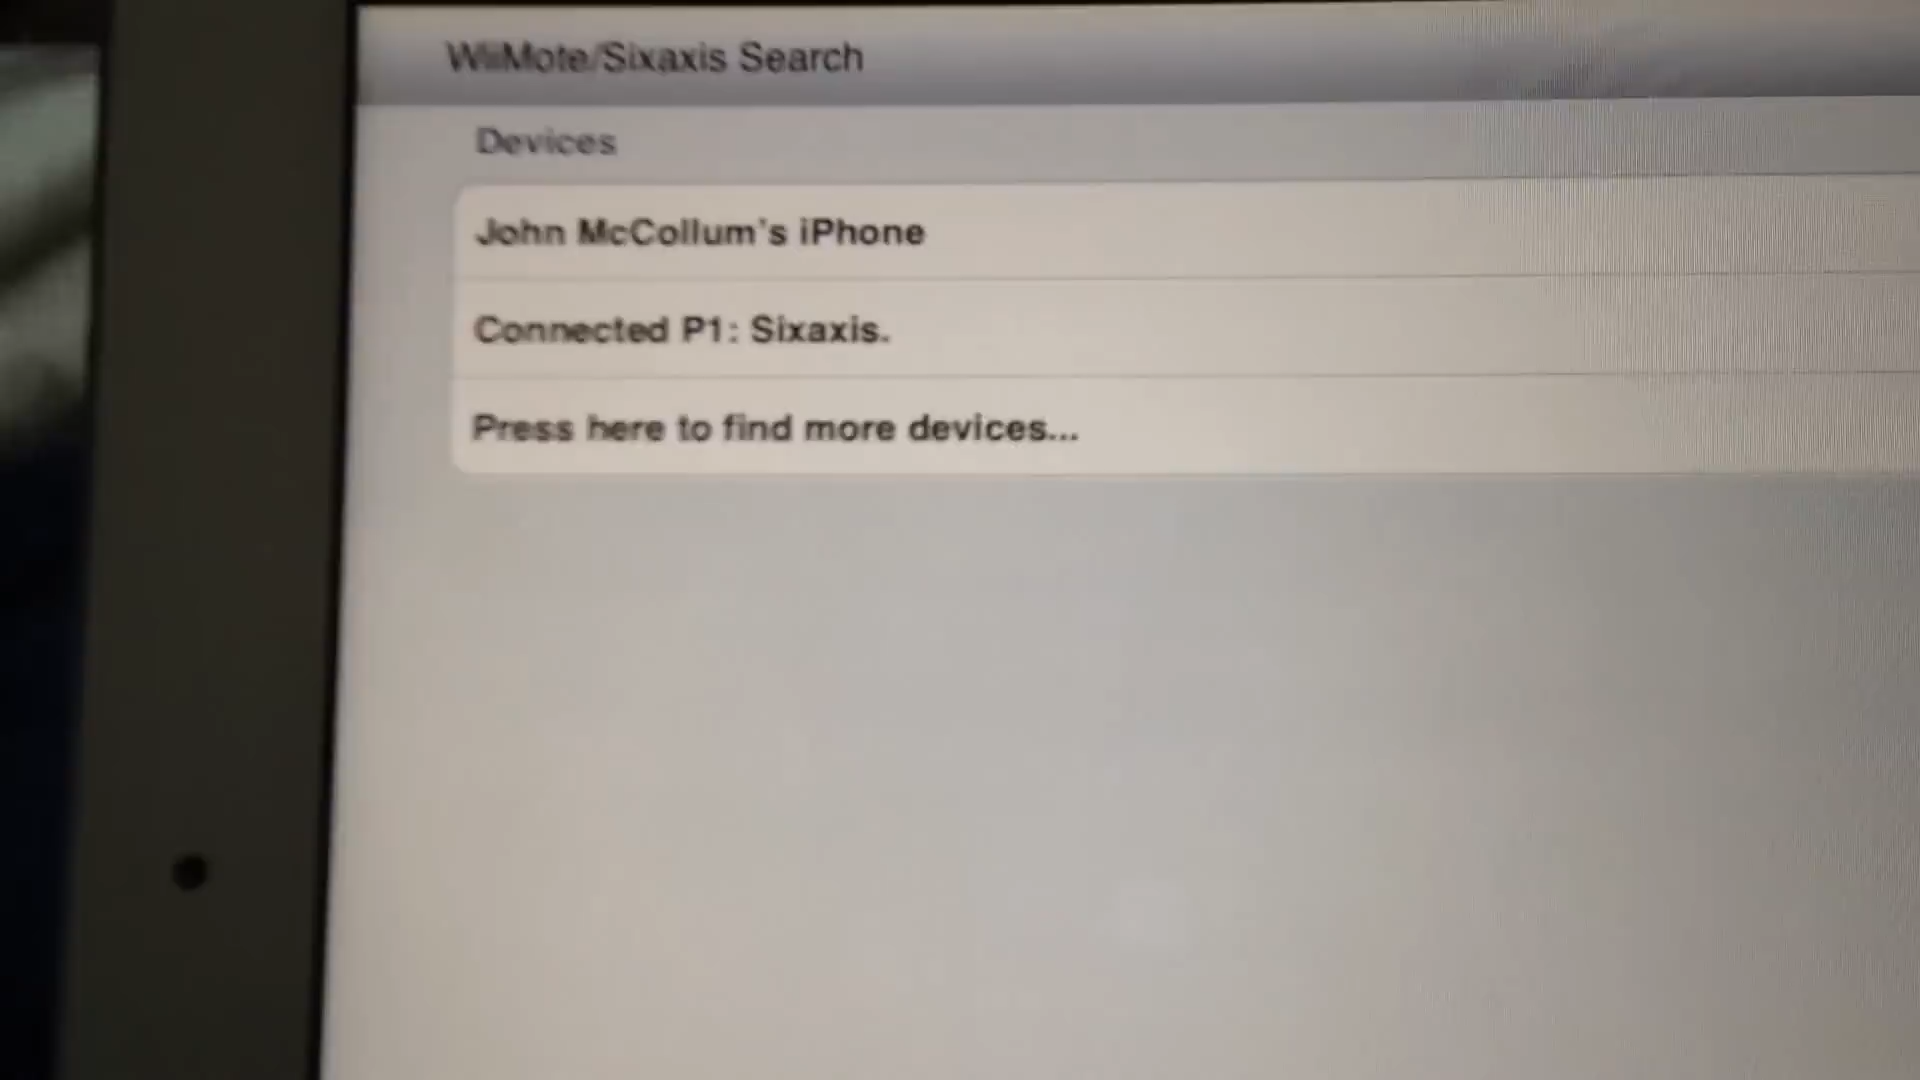 WiiMote/Sixaxis Search
Devices
John McCollum's iPhone
Connected P1: Sixaxis.
Press here to find more devices...